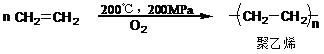 n CH₂=CH₂ 200℃，200MPa O₂ -(CH₂-CH₂)-n
聚乙烯